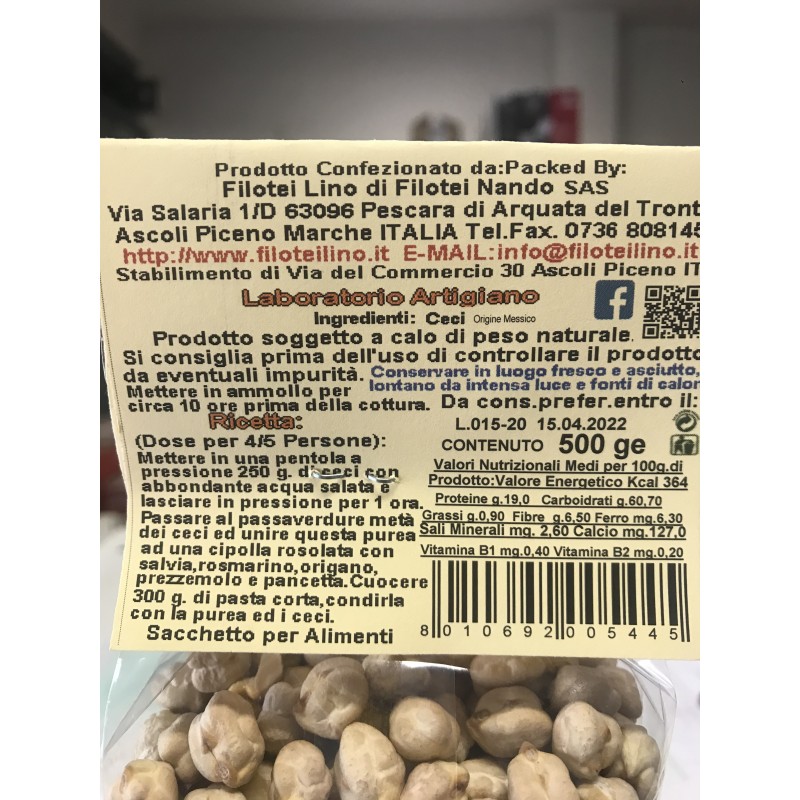 Prodotto Confezionato da:Packed By:
Filotei Lino di Filotei Nando SAS
Via Salaria 1/D 63096 Pescara di Arquata del Tront
Ascoli Piceno Marche ITALIA Tel.Fax. 0736 808145
http://www.filoteilino.it E-MAIL:info@filoteilino.it
Stabilimento di Via del Commercio 30 Ascoli Piceno IT
Laboratorio Artigiano
Ingredienti: Ceci Origine Messico
Prodotto soggetto a calo di peso naturale.
Si consiglia prima dell'uso di controllare il prodotto
da eventuali impurità. Conservare in luogo fresco e asciutto,
lontano da intensa luce e fonti di calor
Mettere in ammollo per
circa 10 ore prima della cottura. Da cons.prefer.entro il:
L.015-20 15.04.2022
CONTENUTO 500 ge
Ricetta:
(Dose per 4/5 Persone):
Mettere in una pentola a
pressione 250 g. di ceci con
abbondante acqua salata e
lasciare in pressione per 1 ora.
Passare al passaverdure metà
dei ceci ed unire questa purea
ad una cipolla rosolata con
salvia,rosmarino,origano,
prezzemolo e pancetta.Cuocere
300 g. di pasta corta,condirla
con la purea ed i ceci.
Sacchetto per Alimenti
Valori Nutrizionali Medi per 100g.di
Prodotto:Valore Energetico Kcal 364
Proteine g.19,0 Carboidrati g.60,70
Grassi g.0,90 Fibre g.6,50 Ferro mg.6,30
Sali Minerali mg. 2,60 Calcio mg.127,0
Vitamina B1 mg.0,40 Vitamina B2 mg.0,20
8 010692 005445